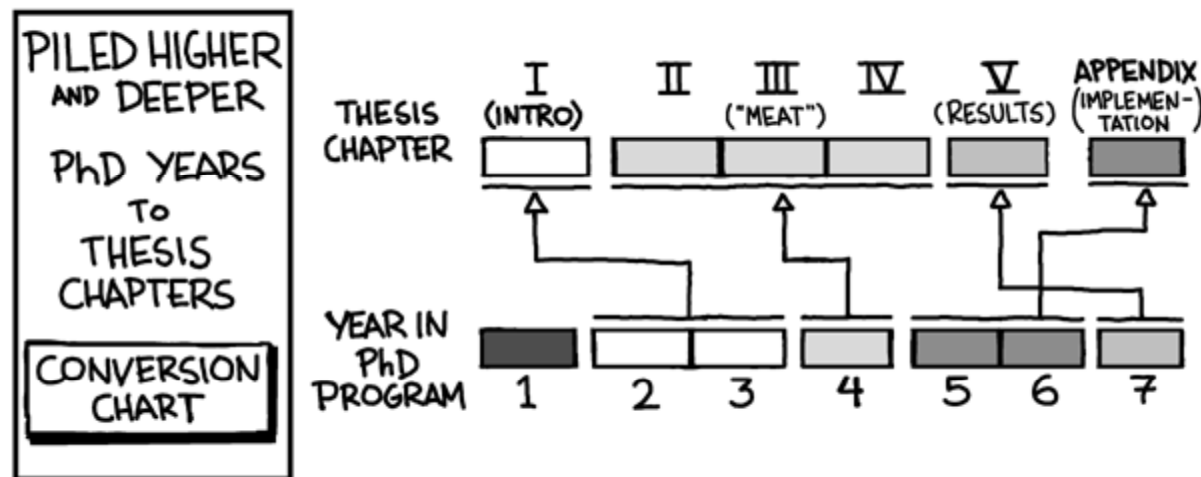 PILED HIGHER
AND DEEPER
PhD YEARS
TO
THESIS
CHAPTERS
CONVERSION
CHART
THESIS
CHAPTER
I
(INTRO)
II
III
("MEAT")
IV
V
(RESULTS)
APPENDIX
(IMPLEMEN-
TATION
YEAR IN
PhD
PROGRAM
1 2 3 4 5 6 7